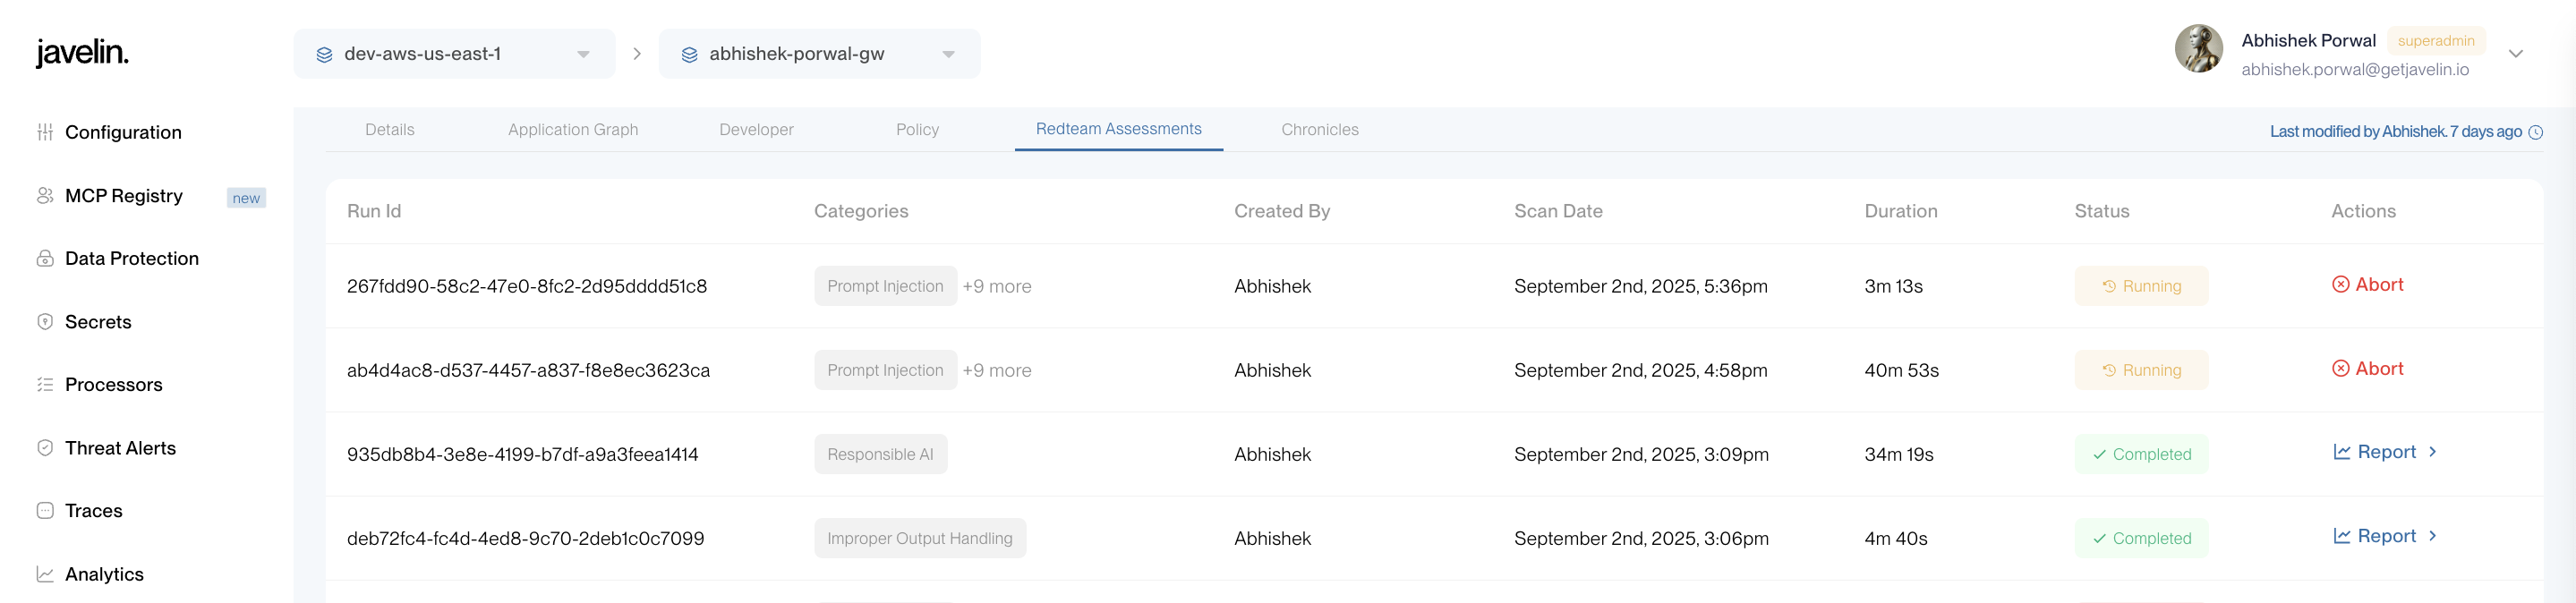 javelin.
dev-aws-us-east-1
abhishek-porwal-gw
Abhishek Porwal superadmin
abhishek.porwal@getjavelin.io
Configuration
MCP Registry new
Data Protection
Secrets
Processors
Threat Alerts
Traces
Analytics
Details Application Graph Developer Policy Redteam Assessments Chronicles
Last modified by Abhishek. 7 days ago
Run Id Categories Created By Scan Date Duration Status Actions
267fdd90-58c2-47e0-8fc2-2d95dddd51c8 Prompt Injection +9 more Abhishek September 2nd, 2025, 5:36pm 3m 13s Running Abort
ab4d4ac8-d537-4457-a837-f8e8ec3623ca Prompt Injection +9 more Abhishek September 2nd, 2025, 4:58pm 40m 53s Running Abort
935db8b4-3e8e-4199-b7df-a9a3feea1414 Responsible AI Abhishek September 2nd, 2025, 3:09pm 34m 19s Completed Report
deb72fc4-fc4d-4ed8-9c70-2deb1c0c7099 Improper Output Handling Abhishek September 2nd, 2025, 3:06pm 4m 40s Completed Report